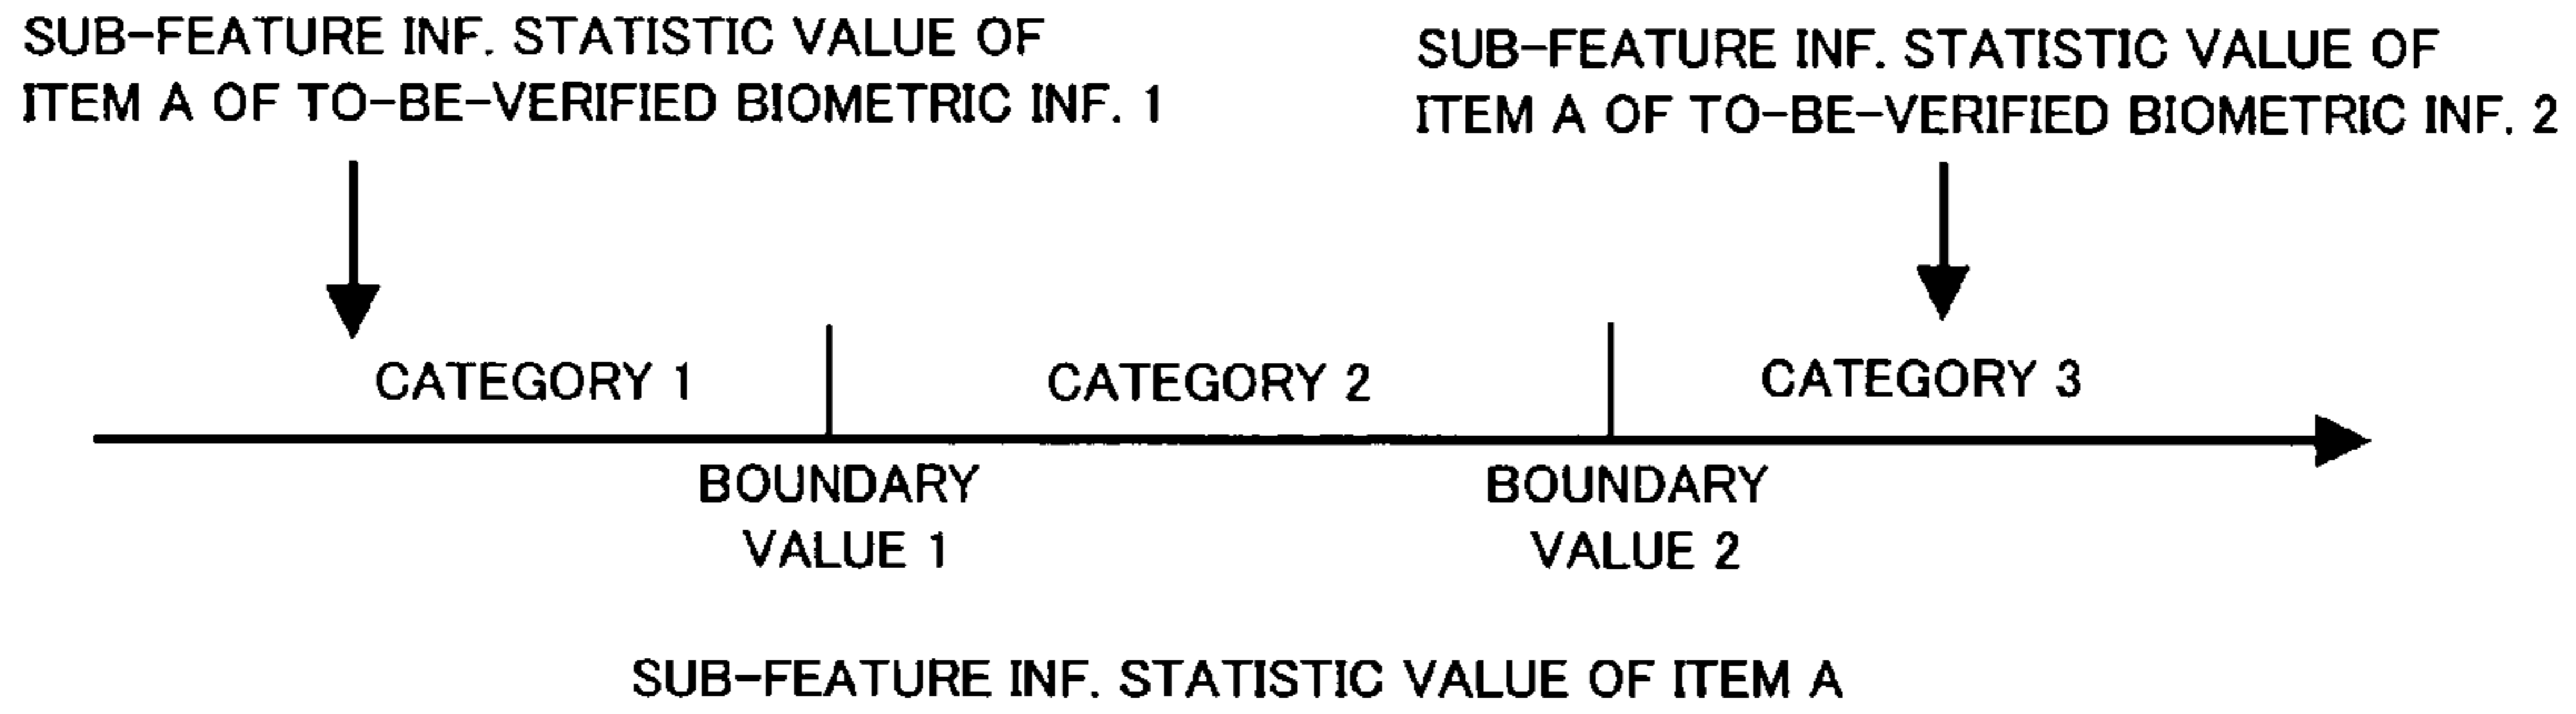 SUB-FEATURE INF. STATISTIC VALUE OF
ITEM A OF TO-BE-VERIFIED BIOMETRIC INF. 1
SUB-FEATURE INF. STATISTIC VALUE OF
ITEM A OF TO-BE-VERIFIED BIOMETRIC INF. 2
CATEGORY 1
CATEGORY 2
CATEGORY 3
BOUNDARY
VALUE 1
BOUNDARY
VALUE 2
SUB-FEATURE INF. STATISTIC VALUE OF ITEM A